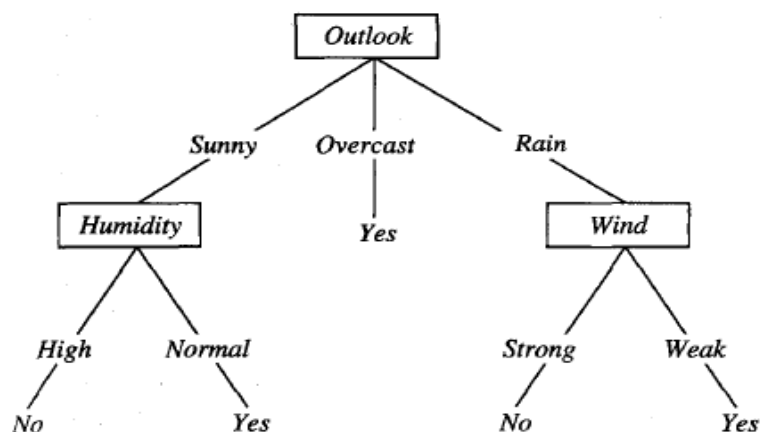 Outlook
Sunny Overcast Rain
Humidity Yes Wind
High Normal Strong Weak
No Yes No Yes